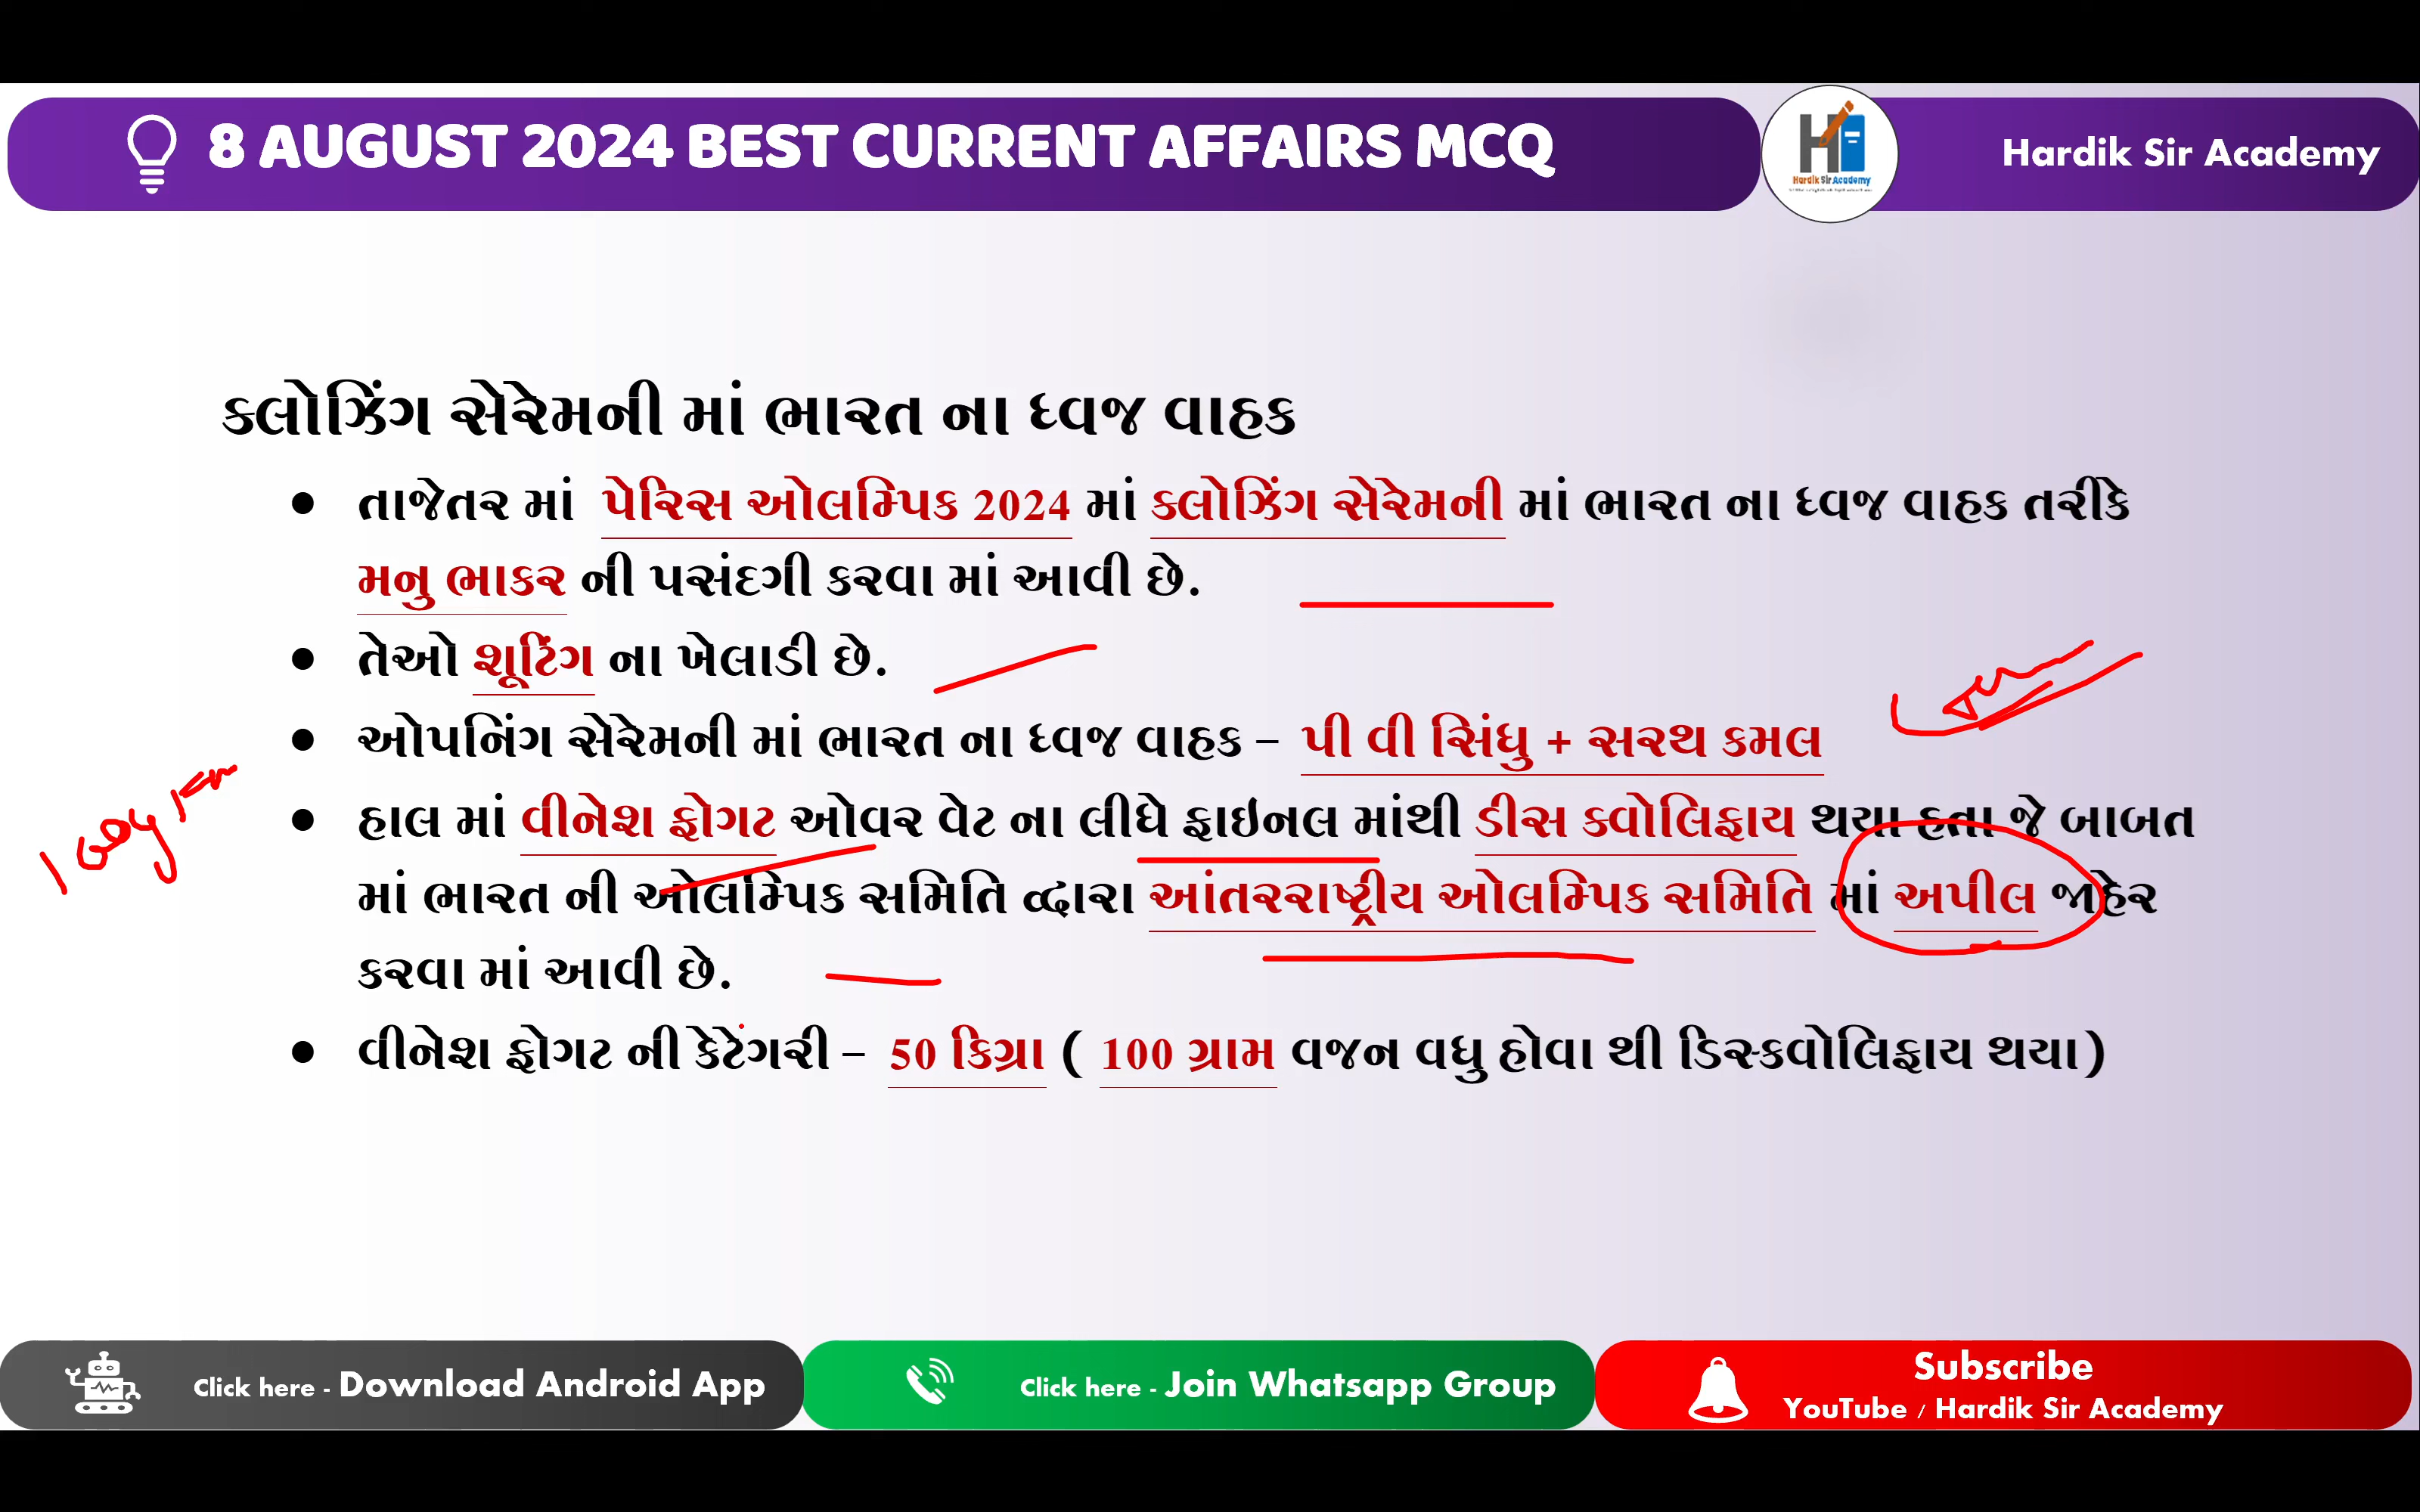 8 AUGUST 2024 BEST CURRENT AFFAIRS MCQ
Hardik Sir Academy
Hardik Sir Academy
ક્લોઝિંગ સેરેમની માં ભારત ના ધ્વજ વાહક
● તાજેતર માં પેરિસ ઓલમ્પિક 2024 માં ક્લોઝિંગ સેરેમની માં ભારત ના ધ્વજ વાહક તરીકે
મનુ ભાકર ની પસંદગી કરવા માં આવી છે.
● તેઓ શૂટિંગ ના ખેલાડી છે.
● ઓપનિંગ સેરેમની માં ભારત ના ધ્વજ વાહક – પી વી સિંધુ + સરથ કમલ
● હાલ માં વીનેશ ફોગટ ઓવર વેટ ના લીધે ફાઇનલ માંથી ડીસ ક્વોલિફાય થયા હતા જે બાબત
માં ભારત ની ઓલમ્પિક સમિતિ દ્વારા આંતરરાષ્ટ્રીય ઓલમ્પિક સમિતિ માં અપીલ જાહેર
કરવા માં આવી છે.
● વીનેશ ફોગટ ની કેટેગરી – 50 કિગ્રા ( 100 ગ્રામ વજન વધુ હોવા થી ડિસ્કવોલિફાય થયા)
Click here - Download Android App
Click here - Join Whatsapp Group
Subscribe
YouTube / Hardik Sir Academy